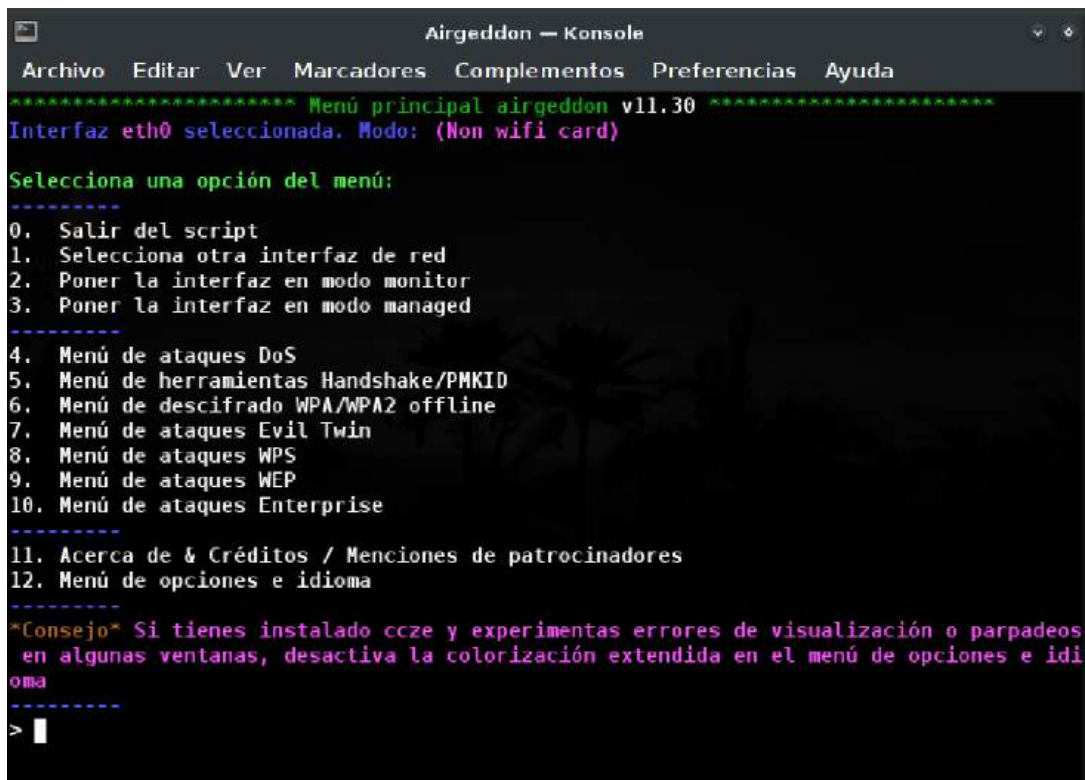 Airgeddon — Konsole
Archivo Editar Ver Marcadores Complementos Preferencias Ayuda
*********************** Menú principal airgeddon v11.30 ***********************
Interfaz eth0 seleccionada. Modo: (Non wifi card)
Selecciona una opción del menú:
---------
0. Salir del script
1. Selecciona otra interfaz de red
2. Poner la interfaz en modo monitor
3. Poner la interfaz en modo managed
---------
4. Menú de ataques DoS
5. Menú de herramientas Handshake/PMKID
6. Menú de descifrado WPA/WPA2 offline
7. Menú de ataques Evil Twin
8. Menú de ataques WPS
9. Menú de ataques WEP
10. Menú de ataques Enterprise
---------
11. Acerca de & Créditos / Menciones de patrocinadores
12. Menú de opciones e idioma
---------
*Consejo* Si tienes instalado ccze y experimentas errores de visualización o parpadeos
en algunas ventanas, desactiva la colorización extendida en el menú de opciones e idi
oma
---------
>